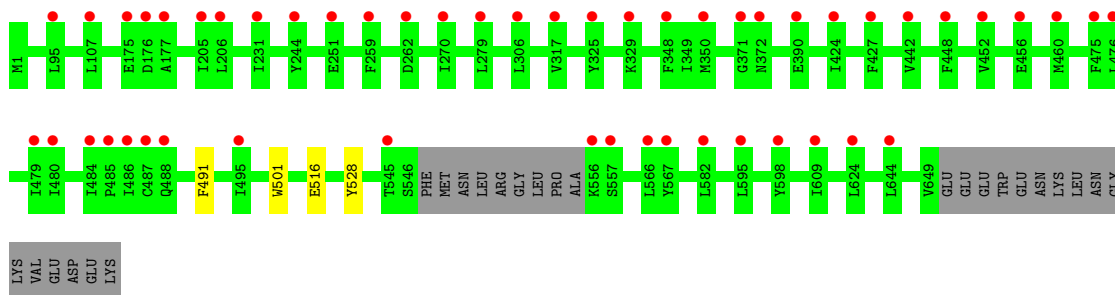 M1 L95 L107 E175 D176 A177 I205 L206 I231 Y244 E251 F259 D262 I270 L279 L306 V317 Y325 K329 F348 I349 M350 G371 N372 E390 I424 F427 V442 F448 V452 E456 M460 F475 L476
I479 I480 I484 P485 I486 C487 Q488 F491 I495 W501 E516 Y528 T545 S546 PHE MET ASN LEU ARG GLY LEU PRO ALA K556 S557 L566 Y567 L582 L595 Y598 I609 L624 L644 V649 GLU GLU GLU TRP GLU ASN LYS LEU ASN GLY
LYS VAL GLU ASP GLU LYS